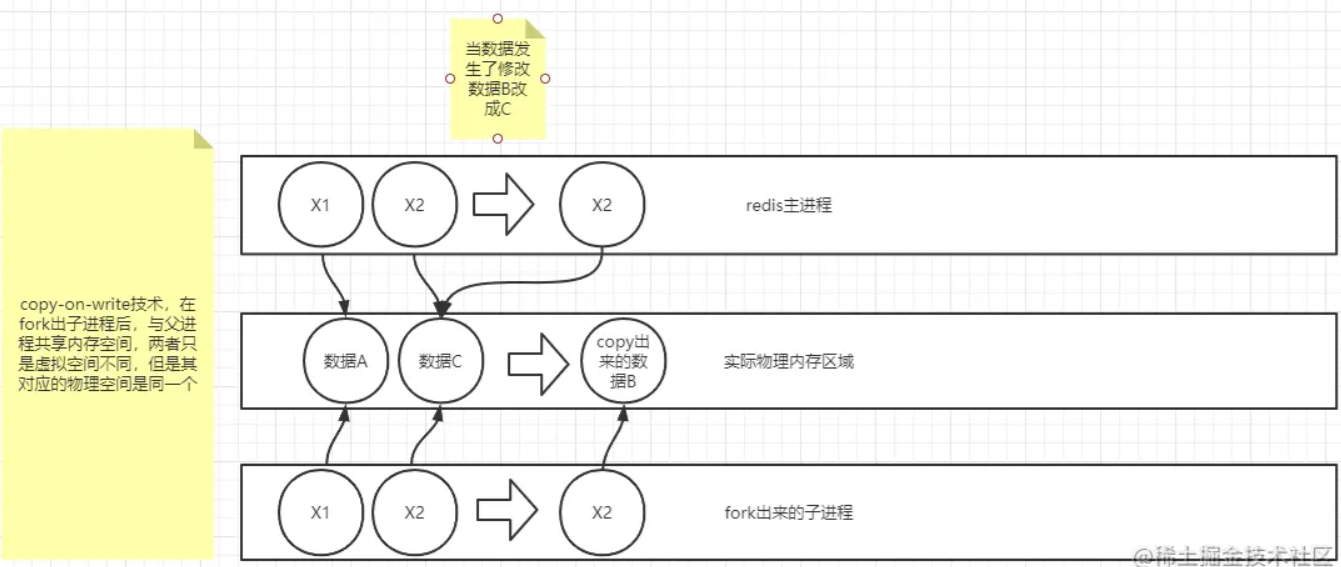 当数据发
生了修改
数据B改
成C
X1
X2
X2
redis主进程
copy-on-write技术，在
fork出子进程后，与父进
程共享内存空间，两者只
是虚拟空间不同，但是其
对应的物理空间是同一个
数据A
数据C
copy出
来的数
据B
实际物理内存区域
X1
X2
X2
fork出来的子进程
@稀土掘金技术社区